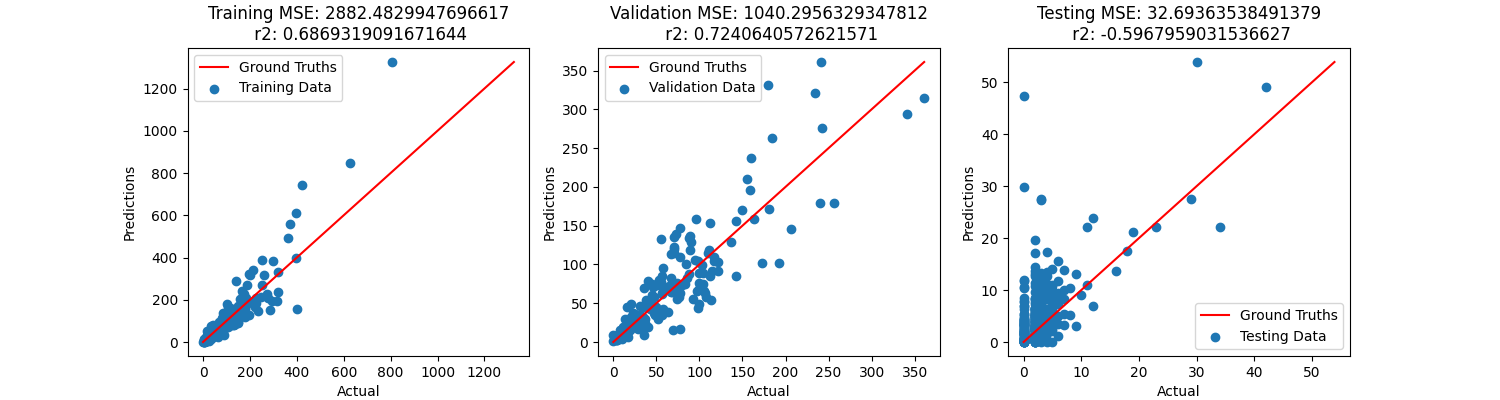 Training MSE: 2882.4829947696617
r2: 0.6869319091671644
Ground Truths
Training Data
1200
1000
800
600
400
200
0
Predictions
0 200 400 600 800 1000 1200
Actual
Validation MSE: 1040.2956329347812
r2: 0.7240640572621571
Ground Truths
Validation Data
350
300
250
200
150
100
50
0
Predictions
0 50 100 150 200 250 300 350
Actual
Testing MSE: 32.69363538491379
r2: -0.5967959031536627
50
40
30
20
10
0
Predictions
Ground Truths
Testing Data
0 10 20 30 40 50
Actual